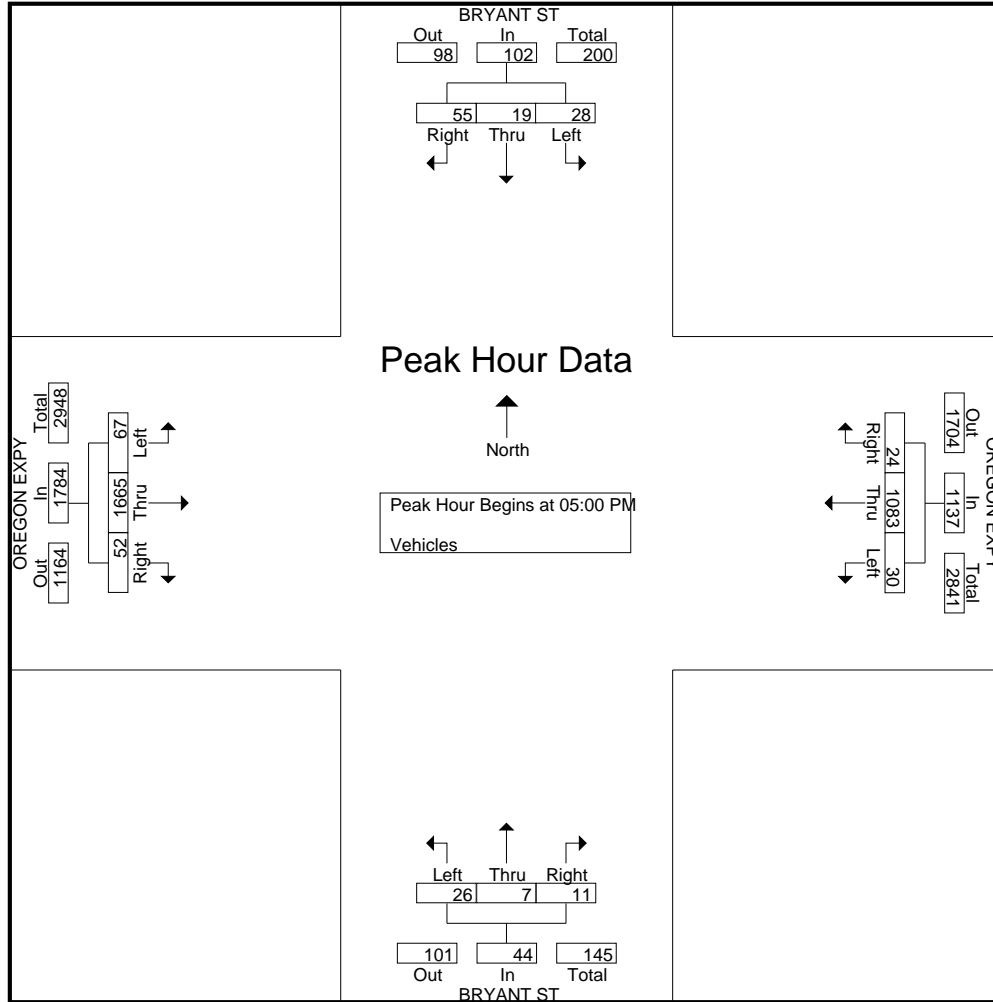 BRYANT ST
Out In Total
98 102 200
55 19 28
Right Thru Left
Peak Hour Data
North
Peak Hour Begins at 05:00 PM
Vehicles
OREGON EXPY
Out In Total
1164 1784 2948
52 1665 67
Right Thru Left
OREGON EXPY
Out In Total
1704 1137 2841
24 1083 30
Right Thru Left
Left Thru Right
26 7 11
101 44 145
Out In Total
BRYANT ST